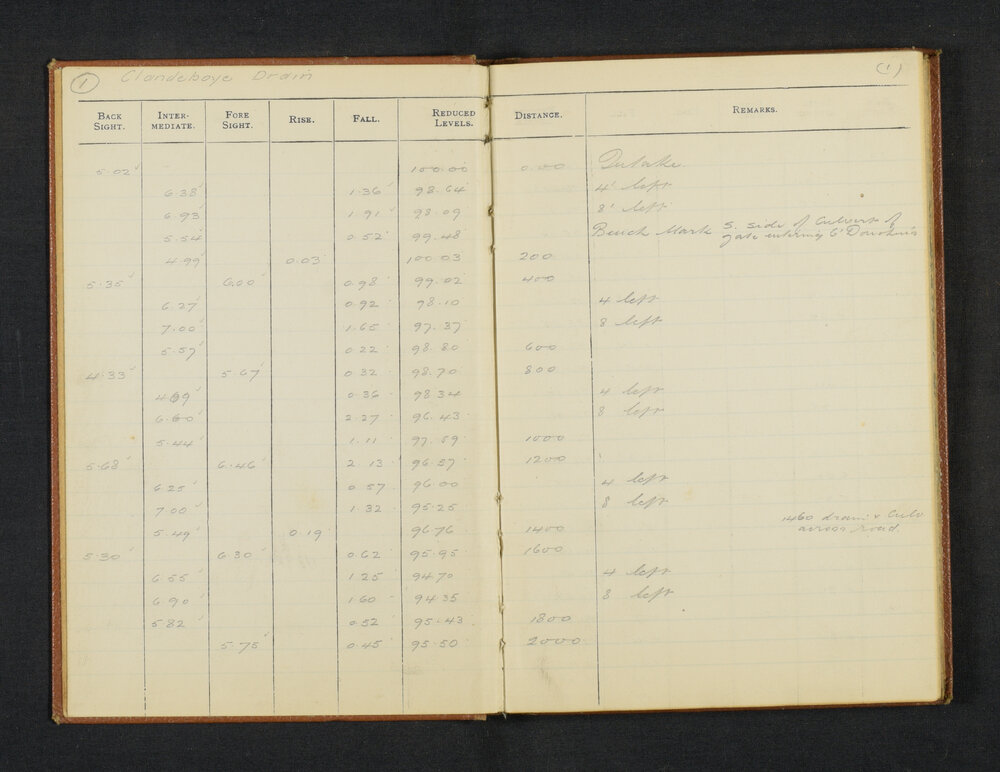 1 Clandeboye Drain (1)
BACK SIGHT. INTER-MEDIATE. FORE SIGHT. RISE. FALL. REDUCED LEVELS. DISTANCE. REMARKS.
5.02 100.00 0.00 Intake
6.38 1.36 98.64 4' left
6.93 1.91 98.09 8' left
5.54 0.52 99.48 Bench Mark S. side of Culvert of
gate entering O'Donohu's
4.99 0.03 100.03 200
5.35 6.00 0.98 99.02 400
6.27 0.92 98.10 4 left
7.00 1.65 97.37 8 left
5.57 0.22 98.80 600
4.33 5.67 0.32 98.70 800
4.69 0.36 98.34 4 left
6.60 2.27 96.43 8 left
5.44 1.11 97.59 1000
5.68 6.46 2.13 96.57 1200
6.25 0.57 96.00 4 left
7.00 1.32 95.25 8 left
5.49 0.19 96.76 1400 1460 drain & Culv
across road.
5.30 6.30 0.62 95.95 1600
6.55 1.25 94.70 4 left
6.90 1.60 94.35 8 left
5.82 0.52 95.43 1800
5.75 0.45 95.50 2000